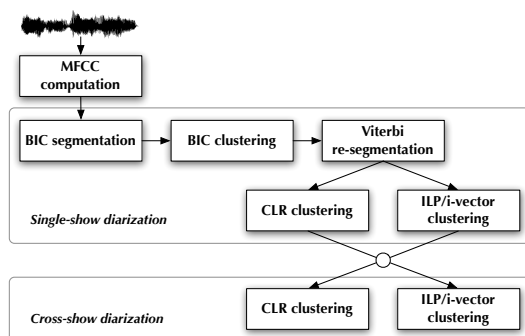 MFCC
computation
BIC segmentation
BIC clustering
Viterbi
re-segmentation
CLR clustering
ILP/i-vector
clustering
Single-show diarization
CLR clustering
ILP/i-vector
clustering
Cross-show diarization